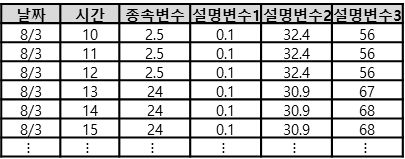 날짜 시간 종속변수 설명변수1 설명변수2 설명변수3
8/3 10 2.5 0.1 32.4 56
8/3 11 2.5 0.1 32.4 56
8/3 12 2.5 0.1 32.4 56
8/3 13 24 0.1 30.9 67
8/3 14 24 0.1 30.9 68
8/3 15 24 0.1 30.9 68
⋮ ⋮ ⋮ ⋮ ⋮ ⋮